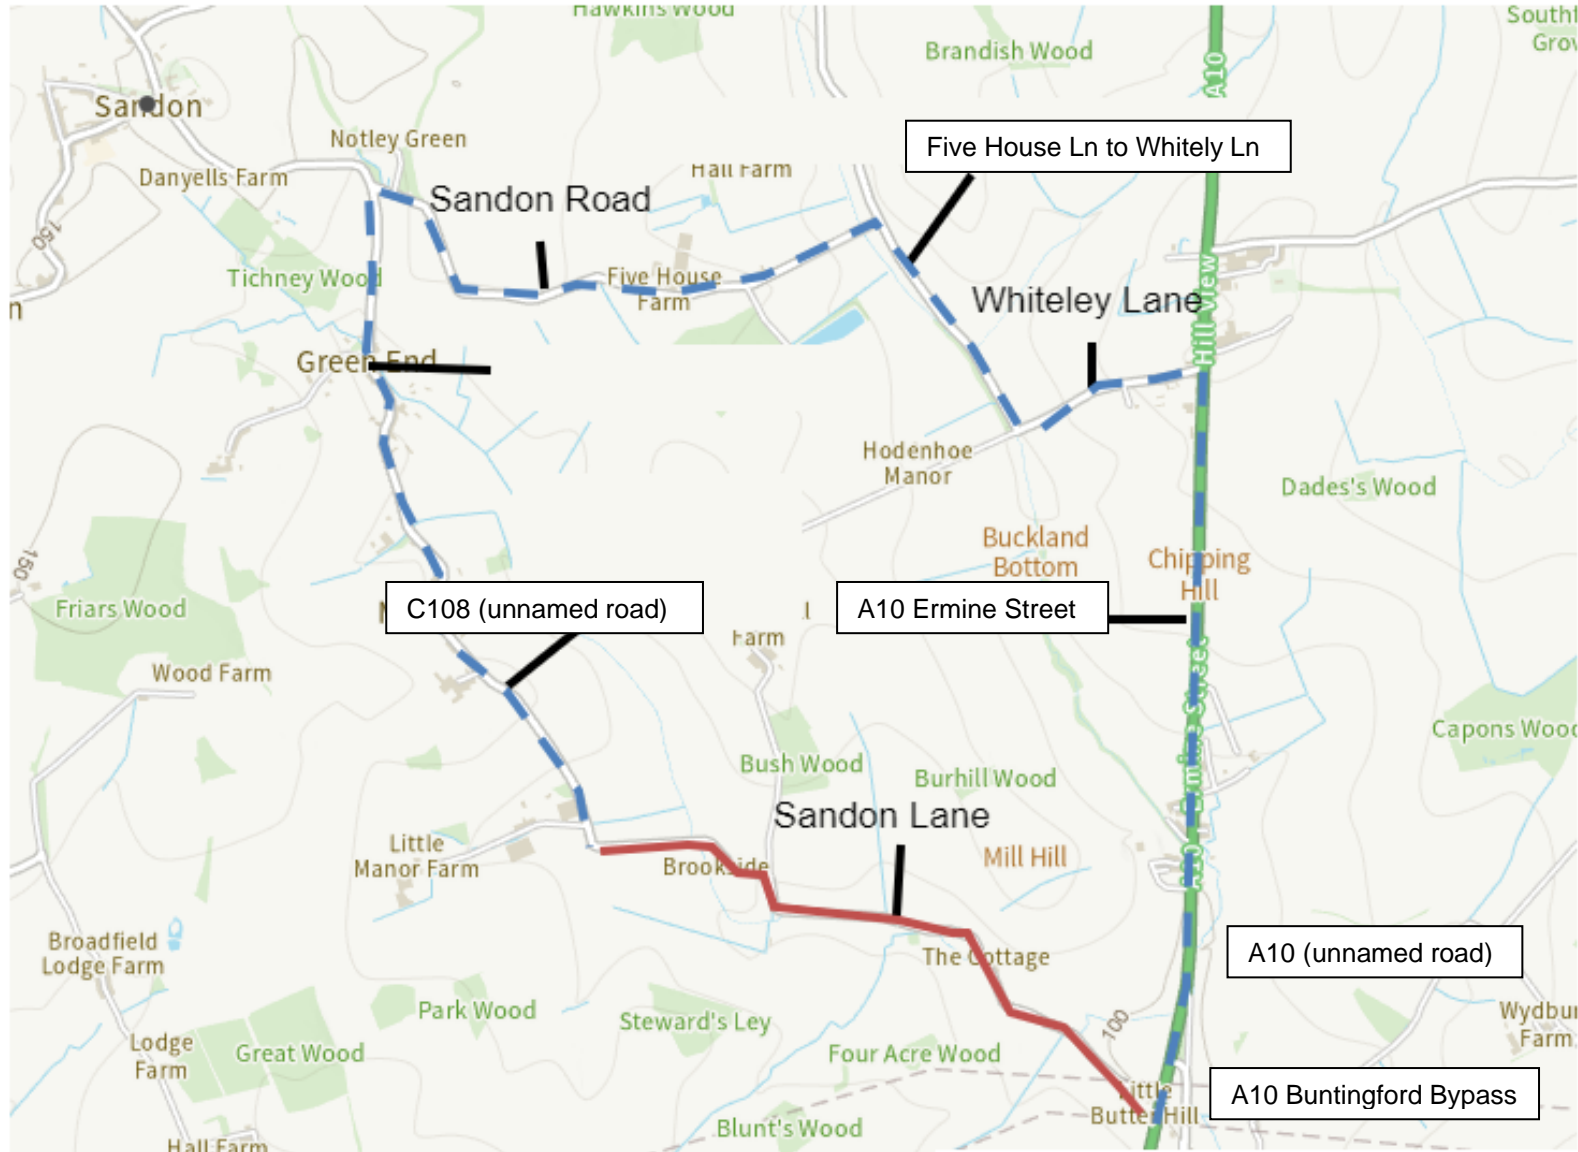 Hawkins Wood
Brandish Wood
A10
Sandon
Notley Green
Danyells Farm
Hall Farm
Five House Ln to Whitely Ln
Sandon Road
150
Tichney Wood
Five House
Farm
Whiteley Lane
Hill View
n
Green End
Hodenhoe
Manor
Dades's Wood
Buckland
Bottom
Chipping
Hill
150
Friars Wood
C108 (unnamed road)
A10 Ermine Street
Farm
Wood Farm
A10 Ermine Street
Capons Wood
Bush Wood
Burhill Wood
Sandon Lane
Little
Manor Farm
Brookside
Mill Hill
Broadfield
Lodge Farm
The Cottage
A10 (unnamed road)
Park Wood
Steward's Ley
100
Lodge
Farm
Great Wood
Four Acre Wood
Farm
A10 Buntingford Bypass
Little
Butter Hill
Blunt's Wood
Hall Farm